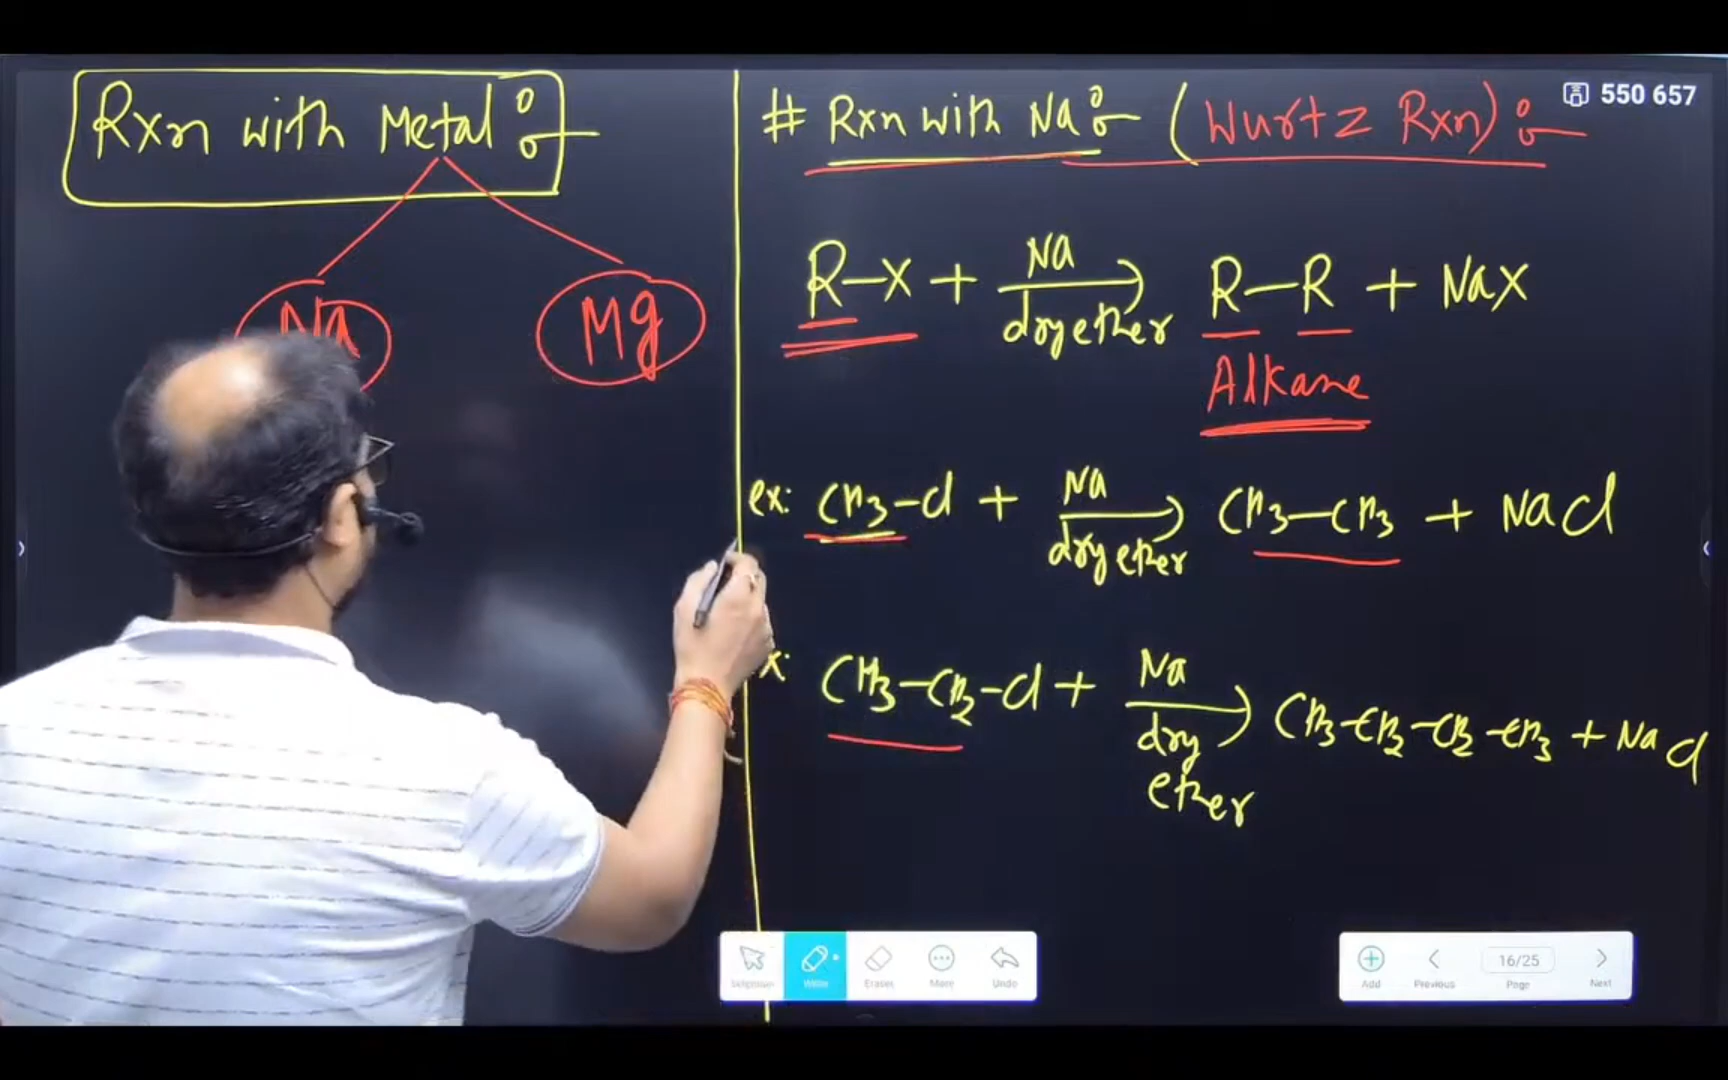 Rxn with Metal :-
Na
Mg
# Rxn with Na :- (Wurtz Rxn) :-
550 657
R-X + Na dry ether → R-R + NaX
Alkane
ex: CH3-Cl + Na dry ether → CH3-CH3 + NaCl
x: CH3-CH2-Cl + Na dry ether → CH3-CH2-CH2-CH3 + NaCl
Write
Eraser
More
Undo
Add
Previous
16/25
Page
Next